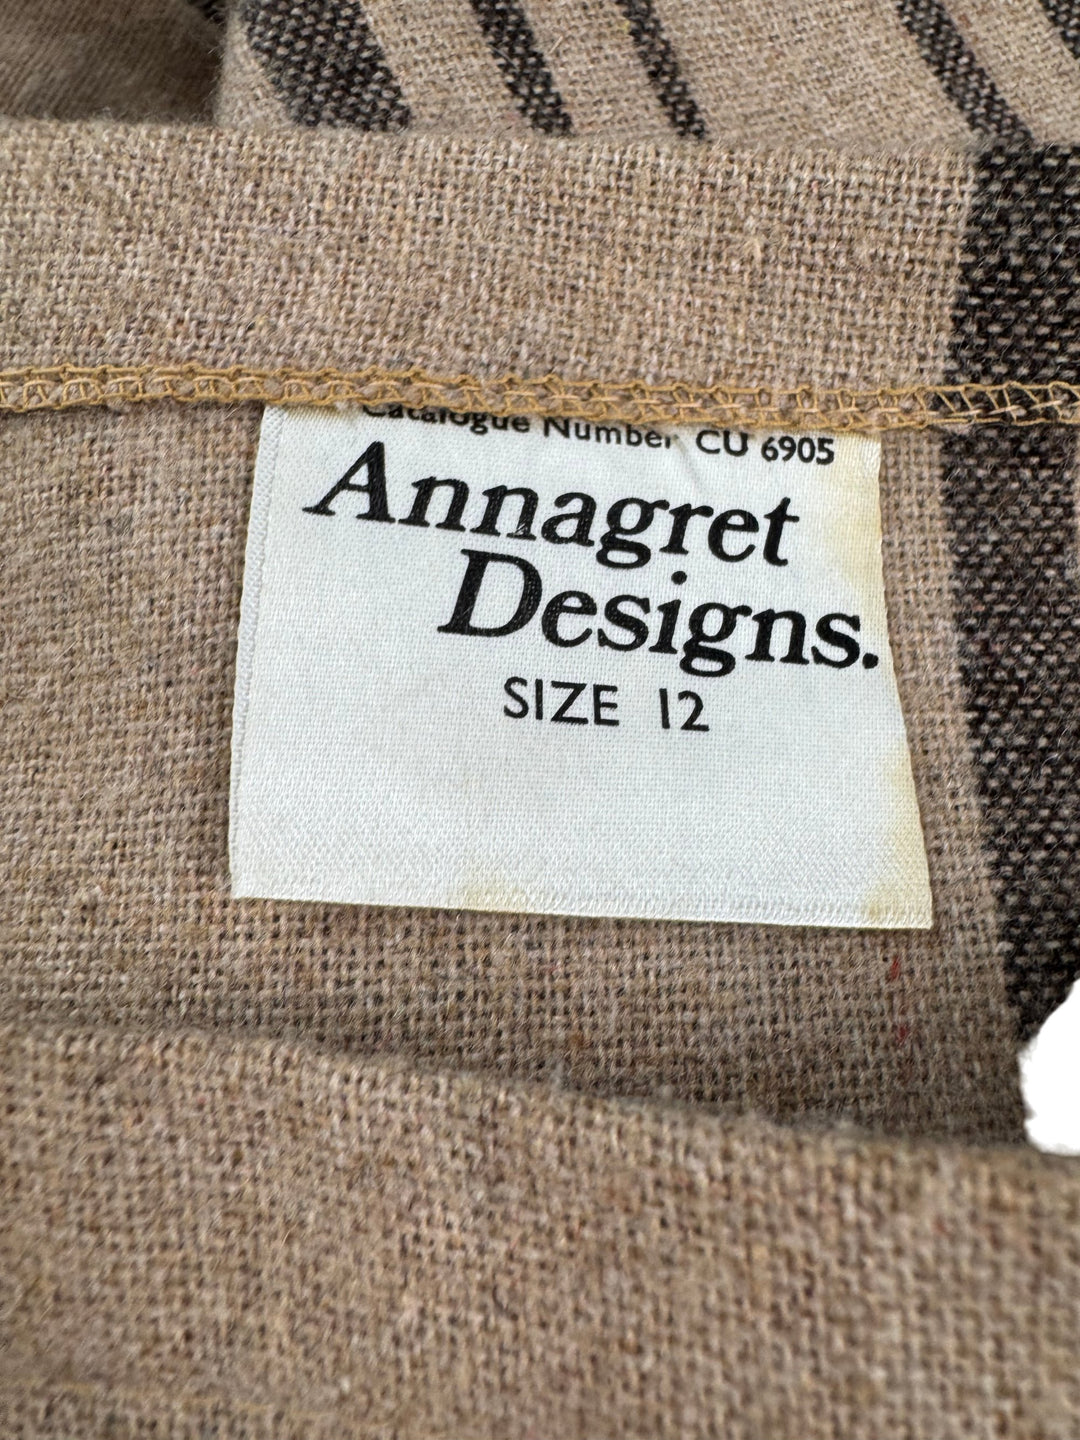 Catalogue Number CU 6905
Annagret
Designs.
SIZE 12